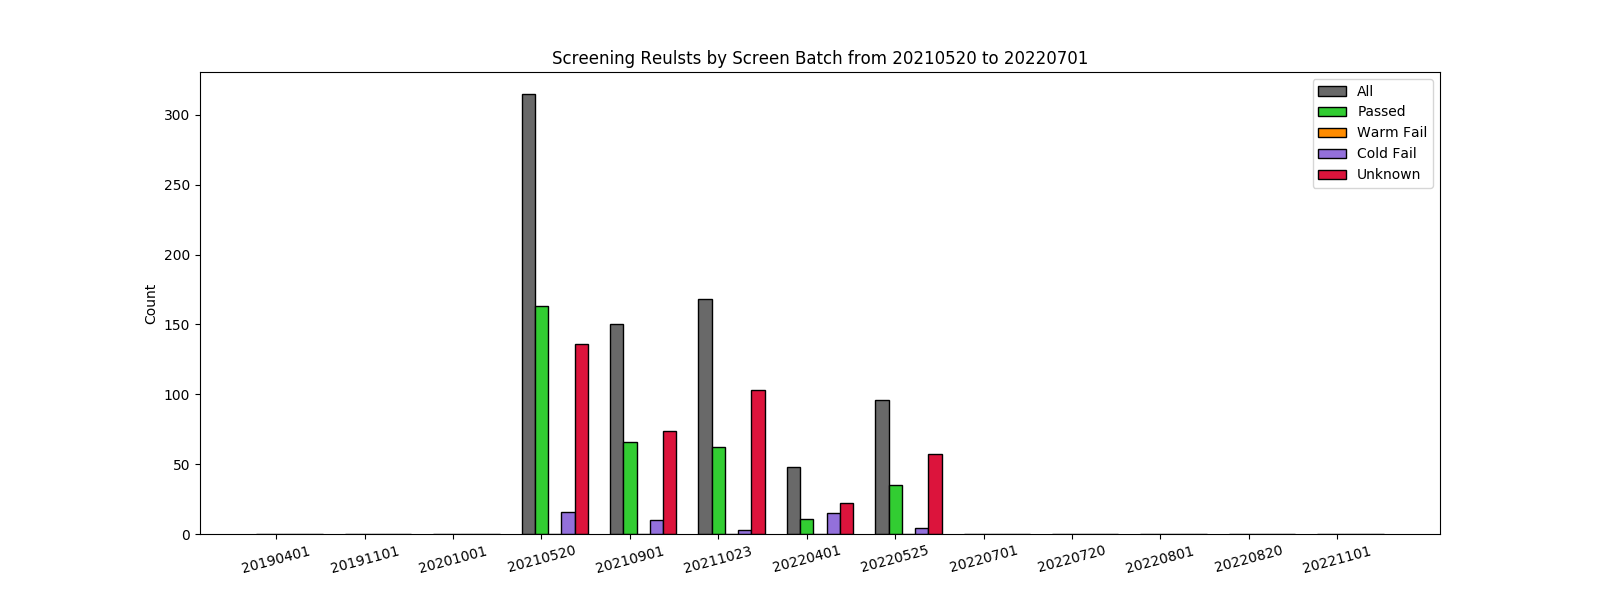 Screening Reulsts by Screen Batch from 20210520 to 20220701
All
Passed
Warm Fail
Cold Fail
Unknown
Count
300
250
200
150
100
50
0
20190401 20191101 20201001 20210520 20210901 20211023 20220401 20220525 20220701 20220720 20220801 20220820 20221101